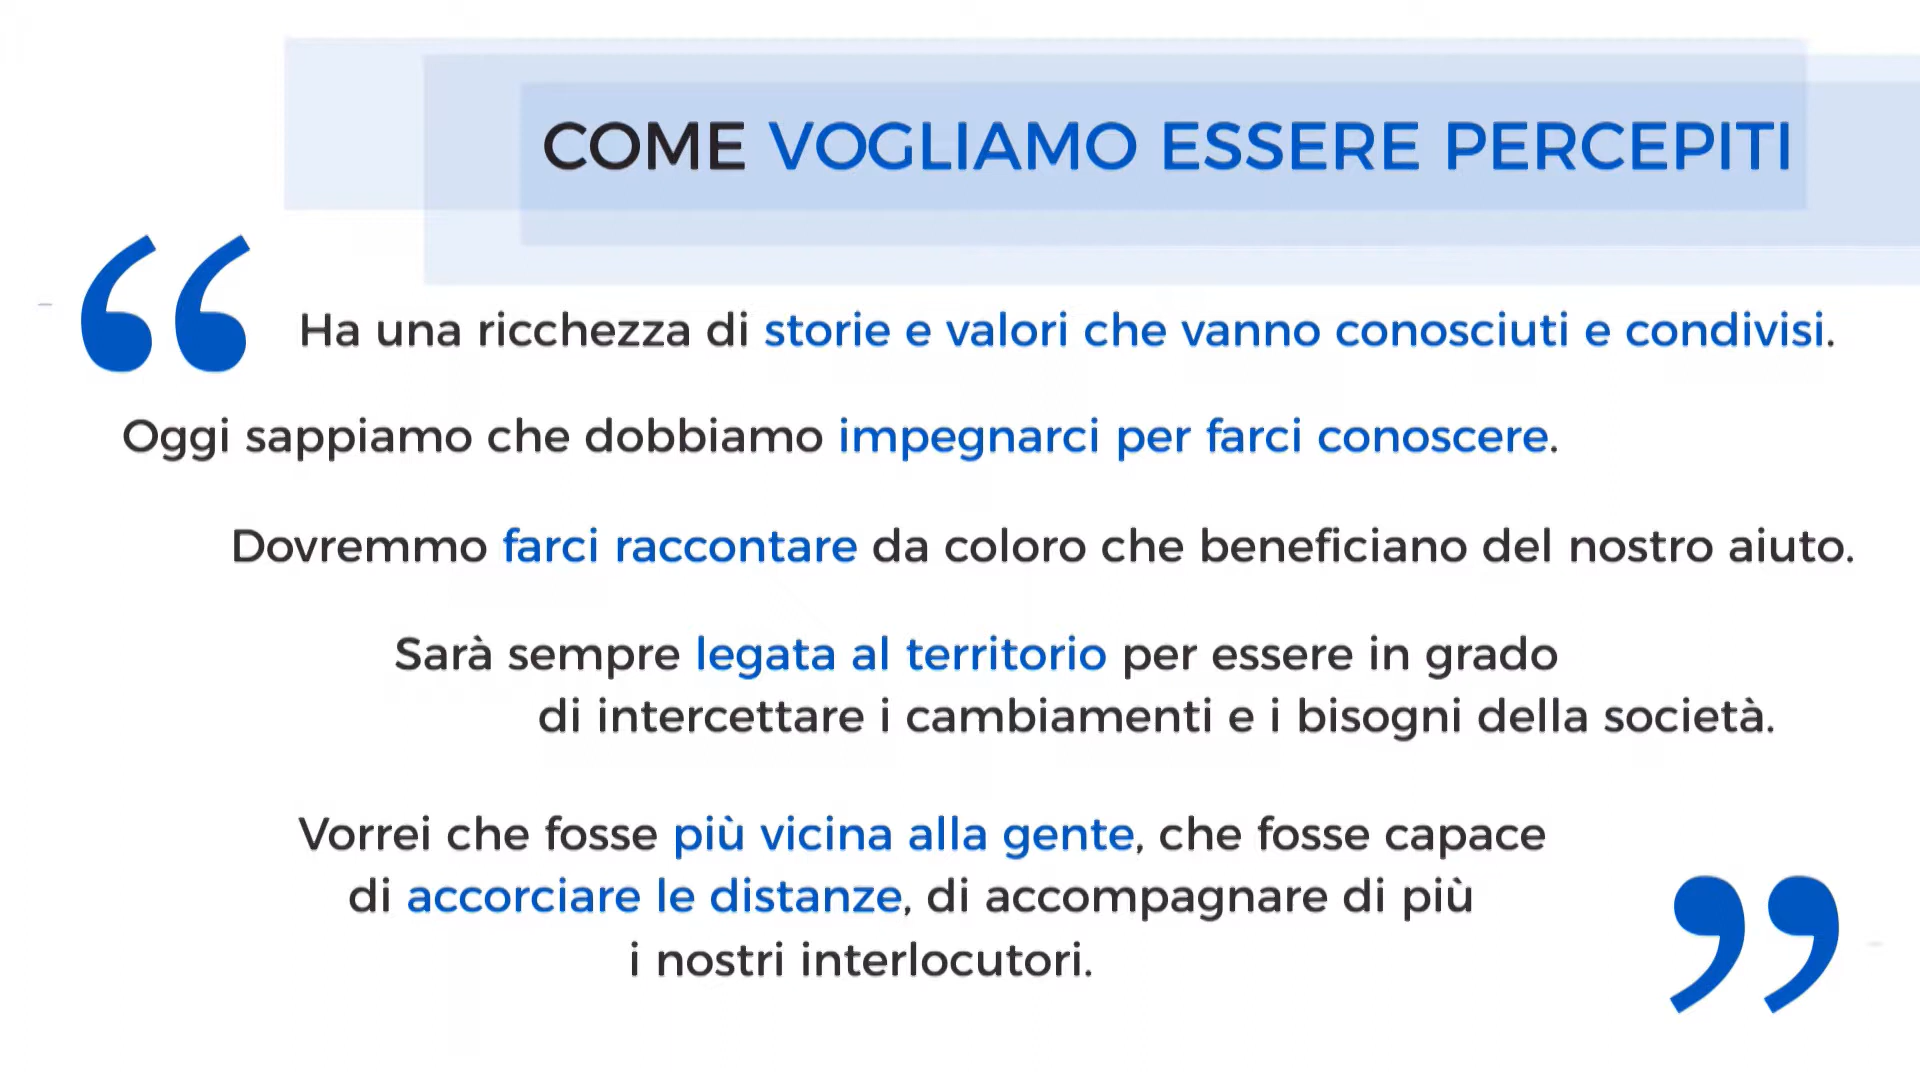 COME VOGLIAMO ESSERE PERCEPITI
“
Ha una ricchezza di storie e valori che vanno conosciuti e condivisi.
Oggi sappiamo che dobbiamo impegnarci per farci conoscere.
Dovremmo farci raccontare da coloro che beneficiano del nostro aiuto.
Sarà sempre legata al territorio per essere in grado
di intercettare i cambiamenti e i bisogni della società.
Vorrei che fosse più vicina alla gente, che fosse capace
di accorciare le distanze, di accompagnare di più
i nostri interlocutori.
”